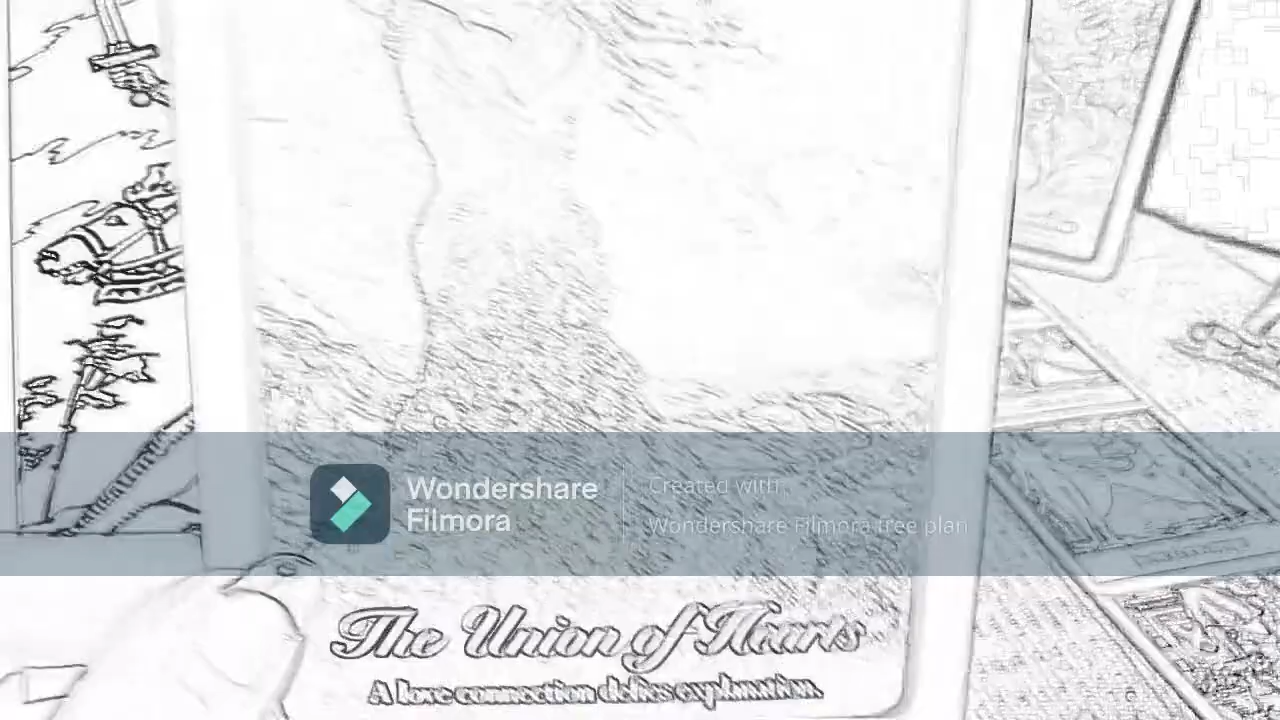 Wondershare
Filmora
Created with
Wondershare Filmora free plan
The Union of Hearts
A love connection defies explanation.